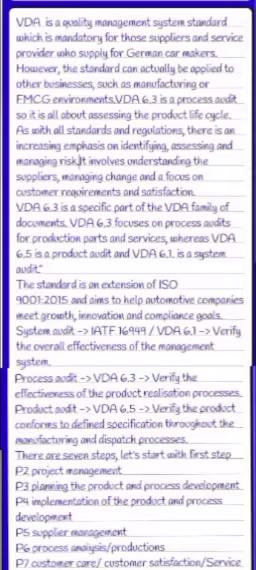 VDA is a quality management system standard
which is mandatory for those suppliers and service
provider who supply for German car makers.
However, the standard can actually be applied to
other businesses, such as manufacturing or
FMCG environments.VDA 6.3 is a process audit
so it is all about assessing the product life cycle.
As with all standards and regulations, there is an
increasing emphasis on identifying, assessing and
managing risk.It involves understanding the
suppliers, managing change and a focus on
customer requirements and satisfaction.
VDA 6.3 is a specific part of the VDA family of
documents. VDA 6.3 focuses on process audits
for production parts and services, whereas VDA
6.5 is a product audit and VDA 6.1. is a system
audit."
The standard is an extension of ISO
9001:2015 and aims to help automotive companies
meet growth, innovation and compliance goals.
System audit -> IATF 16949 / VDA 6.1 -> Verify
the overall effectiveness of the management
system.
Process audit -> VDA 6.3 -> Verify the
effectiveness of the product realisation processes.
Product audit -> VDA 6.5 -> Verify the product
conforms to defined specification throughout the
manufacturing and dispatch processes.
There are seven steps, let's start with first step
P2 project management
P3 planning the product and process development
P4 implementation of the product and process
development
P5 supplier management
P6 process analysis/productions
P7 customer care/ customer satisfaction/Service